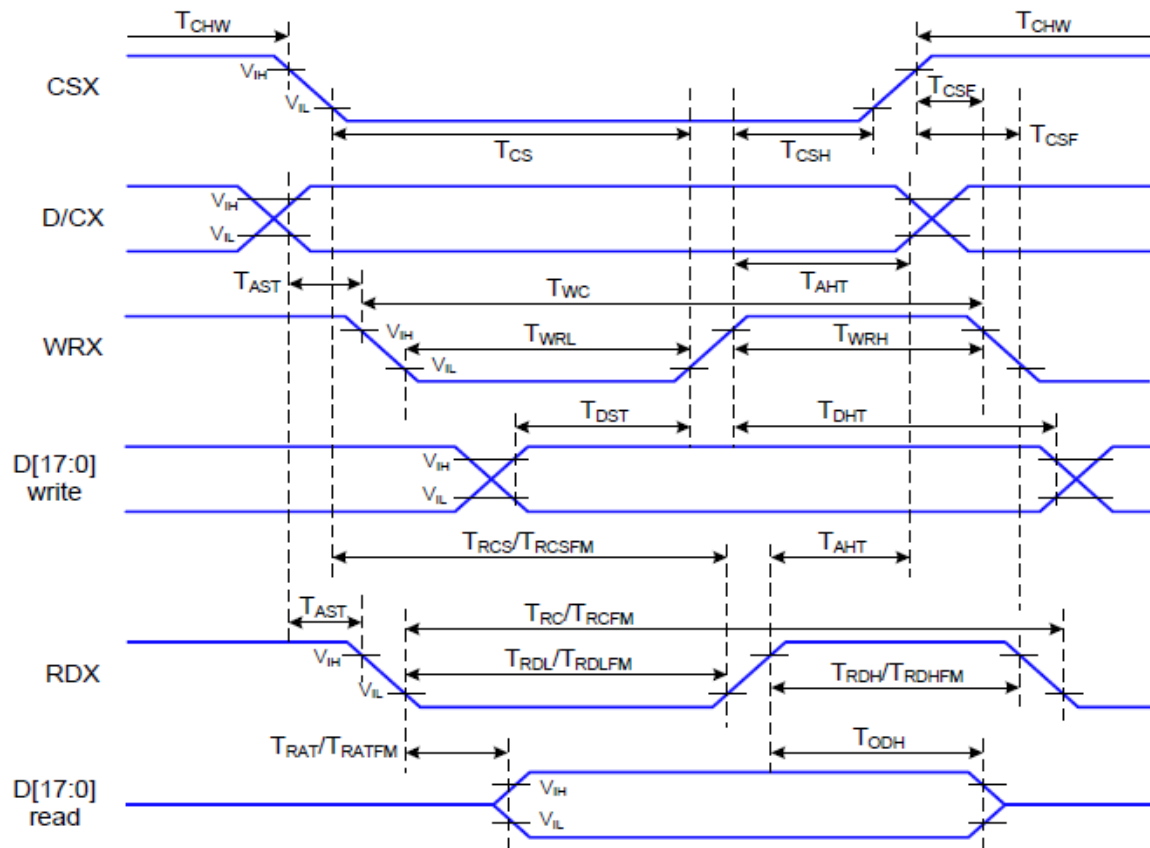 TCHW TCHW
CSX VIH
VIL
TCSF
TCS TCSH TCSF
D/CX VIH
VIL
TAST TWC TAHT
WRX VIH
TWRL TWRH
VIL
TDST TDHT
D[17:0]
write
VIH
VIL
TRCS/TRCSFM TAHT
TAST TRC/TRCFM
RDX VIH
TRDL/TRDLFM TRDH/TRDHFM
VIL
TRAT/TRATFM TODH
D[17:0]
read
VIH
VIL